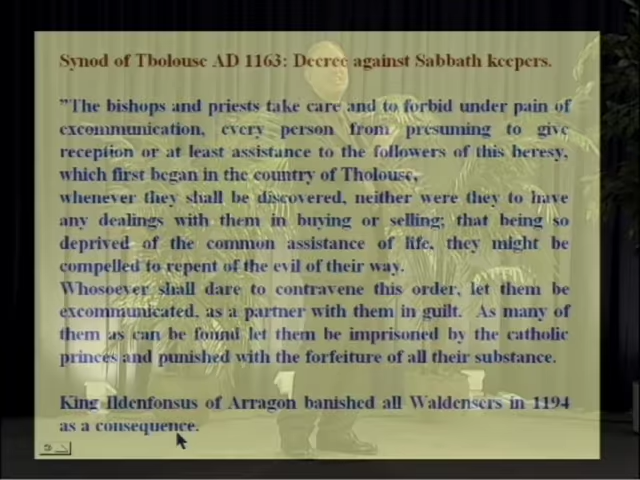 Synod of Tbolouse AD 1163: Decree against Sabbath keepers.
"The bishops and priests take care and to forbid under pain of
excommunication, every person from presuming to give
reception or at least assistance to the followers of this heresy,
which first began in the country of Tholouse,
whenever they shall be discovered, neither were they to have
any dealings with them in buying or selling; that being so
deprived of the common assistance of life, they might be
compelled to repent of the evil of their way.
Whosoever shall dare to contravene this order, let them be
excommunicated, as a partner with them in guilt. As many of
them as can be found let them be imprisoned by the catholic
princes and punished with the forfeiture of all their substance.
King Ildenfonsus of Arragon banished all Waldensers in 1194
as a consequence.